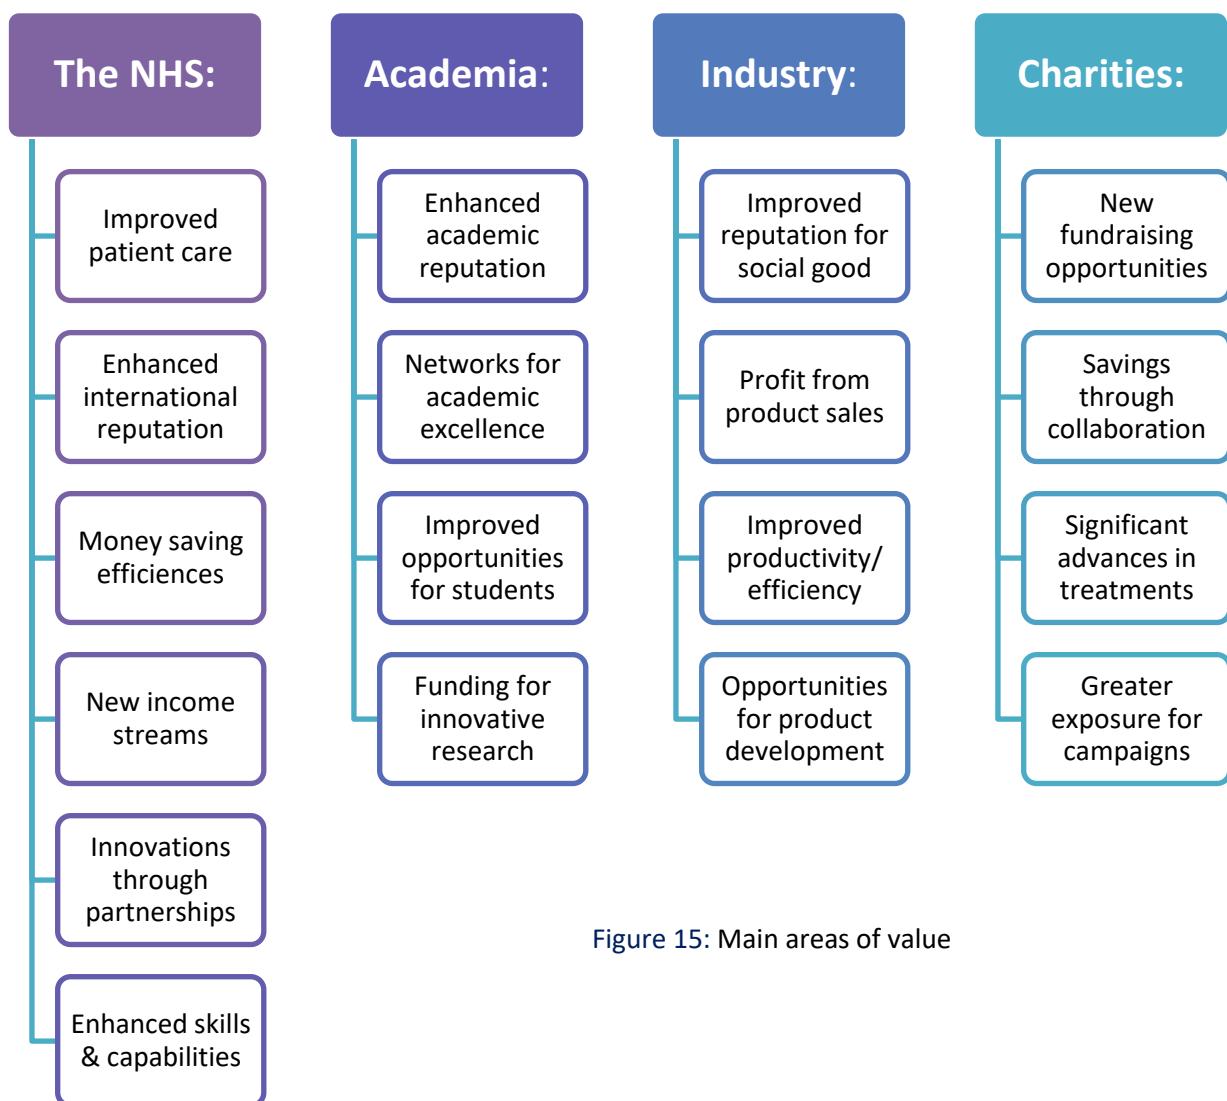 The NHS:
Improved
patient care
Enhanced
international
reputation
Money saving
efficiences
New income
streams
Innovations
through
partnerships
Enhanced skills
& capabilities
Academia:
Enhanced
academic
reputation
Networks for
academic
excellence
Improved
opportunities
for students
Funding for
innovative
research
Industry:
Improved
reputation for
social good
Profit from
product sales
Improved
productivity/
efficiency
Opportunities
for product
development
Charities:
New
fundraising
opportunities
Savings
through
collaboration
Significant
advances in
treatments
Greater
exposure for
campaigns
Figure 15: Main areas of value